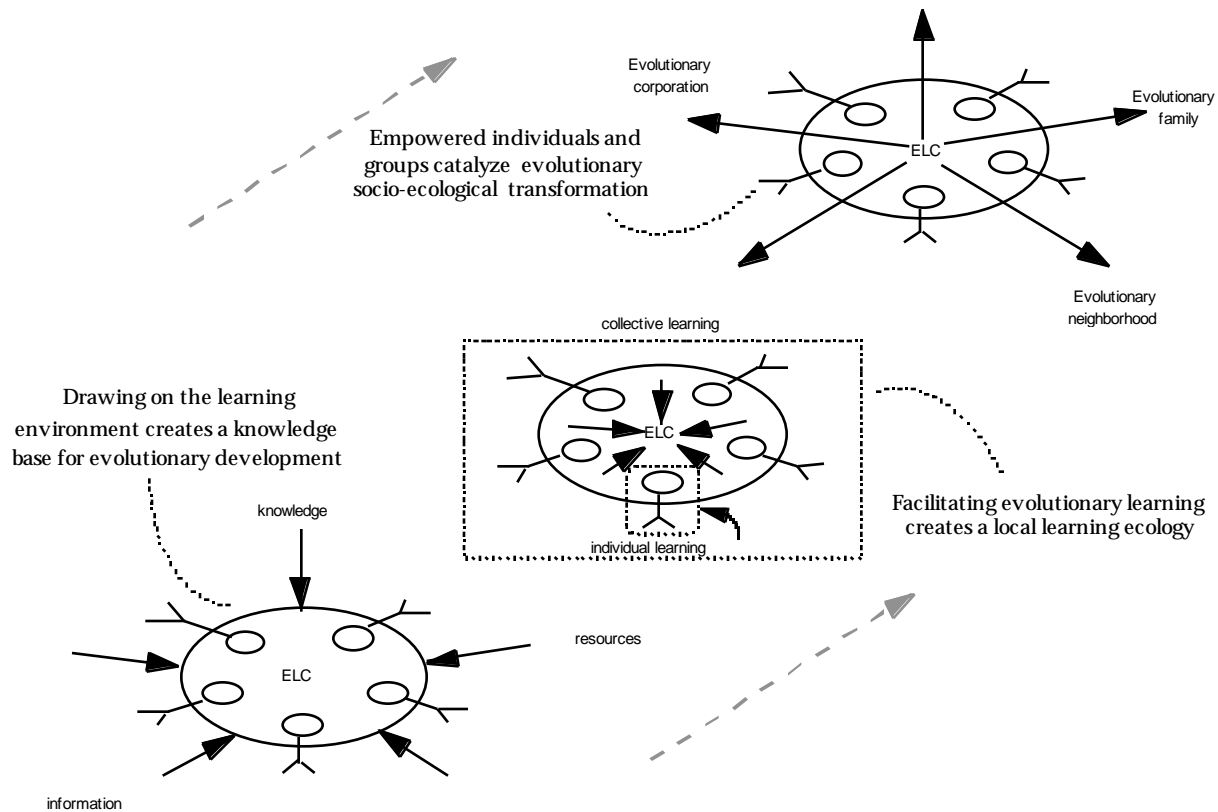 Evolutionary
corporation
Evolutionary
family
Empowered individuals and
groups catalyze evolutionary
socio-ecological transformation
ELC
Evolutionary
neighborhood
collective learning
ELC
individual learning
Drawing on the learning
environment creates a knowledge
base for evolutionary development
Facilitating evolutionary learning
creates a local learning ecology
knowledge
resources
ELC
information